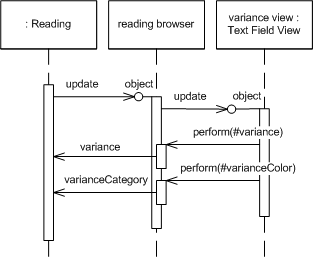 : Reading
reading browser
variance view :
Text Field View
update
object
update
object
perform(#variance)
variance
perform(#varianceColor)
varianceCategory